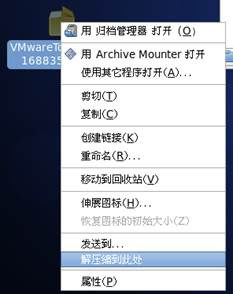 VMwareTo
168835
用 归档管理器 打开 (O)
用 Archive Mounter 打开
使用其它程序打开(A)...
剪切(T)
复制(C)
创建链接(K)
重命名(R)...
移动到回收站(V)
伸展图标(H)...
恢复图标的初始大小(Z)
发送到...
解压缩到此处
属性(P)